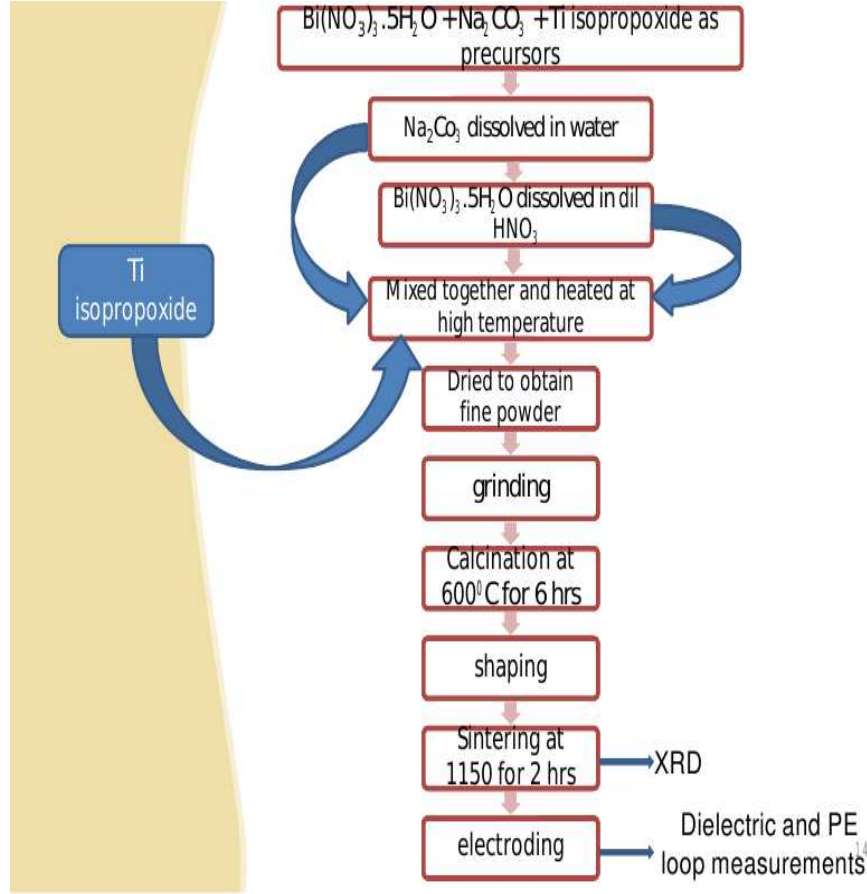 Bi(NO₃)₃.5H₂O +Na₂CO₃ +Ti isopropoxide as
precursors
Na₂Co₃ dissolved in water
Bi(NO₃)₃.5H₂O dissolved in dil
HNO₃
Ti
isopropoxide
Mixed together and heated at
high temperature
Dried to obtain
fine powder
grinding
Calcination at
600⁰C for 6 hrs
shaping
Sintering at
1150 for 2 hrs
XRD
electroding
Dielectric and PE
loop measurements
14